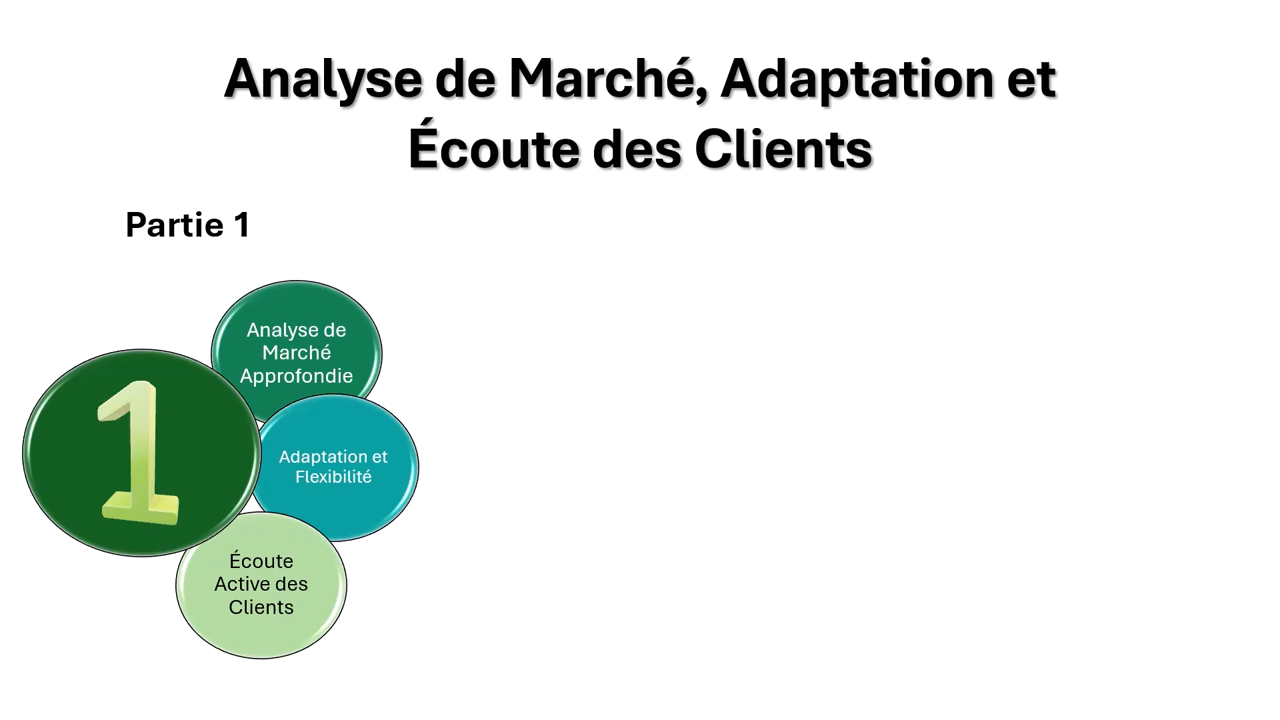 Analyse de Marché, Adaptation et
Écoute des Clients
Partie 1
Analyse de
Marché
Approfondie
1
Adaptation et
Flexibilité
Écoute
Active des
Clients